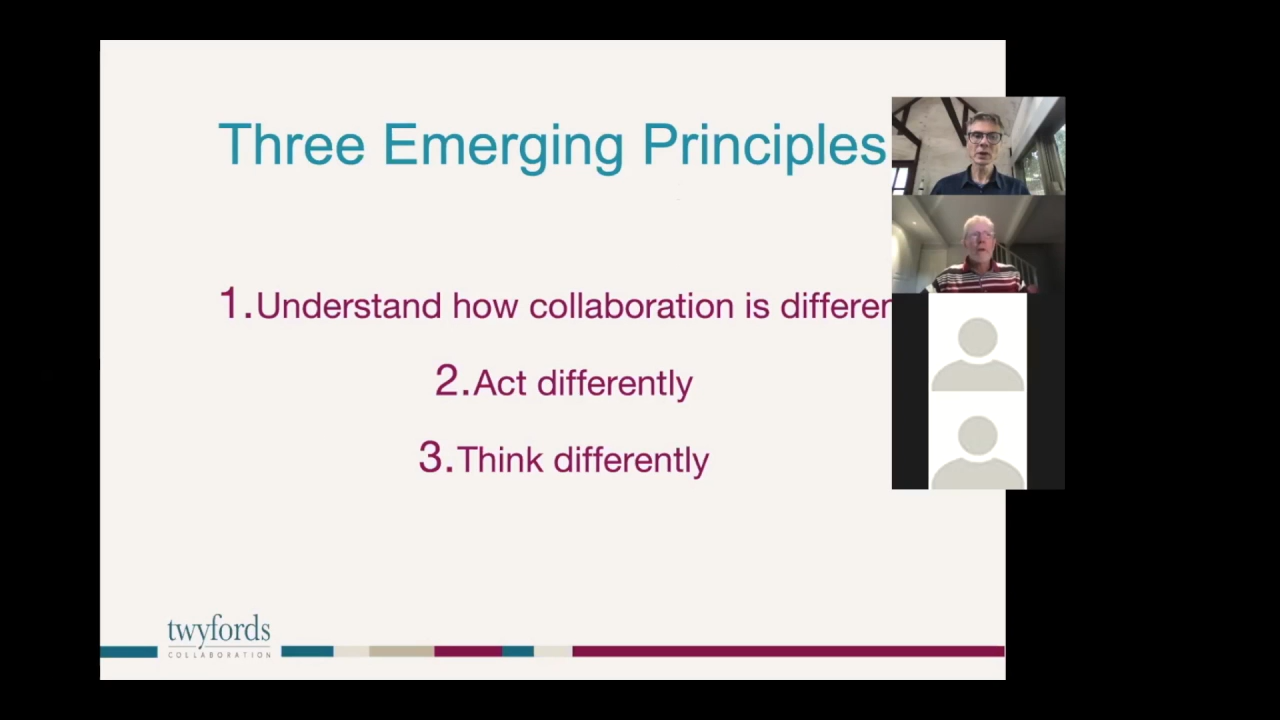 Three Emerging Principles
1.Understand how collaboration is differen
2.Act differently
3.Think differently
twyfords
COLLABORATION